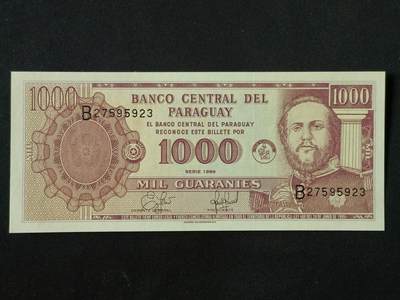 1000
BANCO CENTRAL DEL
PARAGUAY
1000
B27595923
EL BANCO CENTRAL DEL PARAGUAY
RECONOCE ESTE BILLETE POR
1000
SERIE 1998
MIL GUARANIES
B27595923